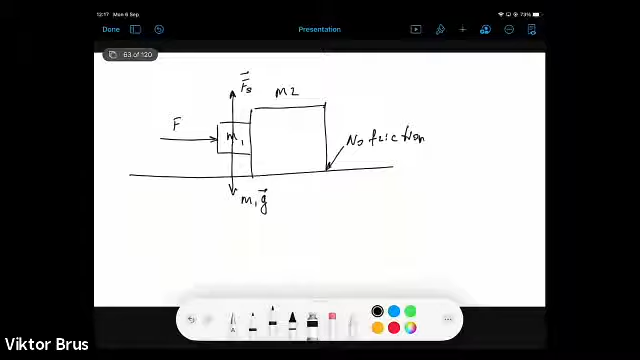 12:17 Mon 6 Sep
73%
Done
Presentation
63 of 120
F⃗s
m2
F
m1
No friction
m1g⃗
Viktor Brus